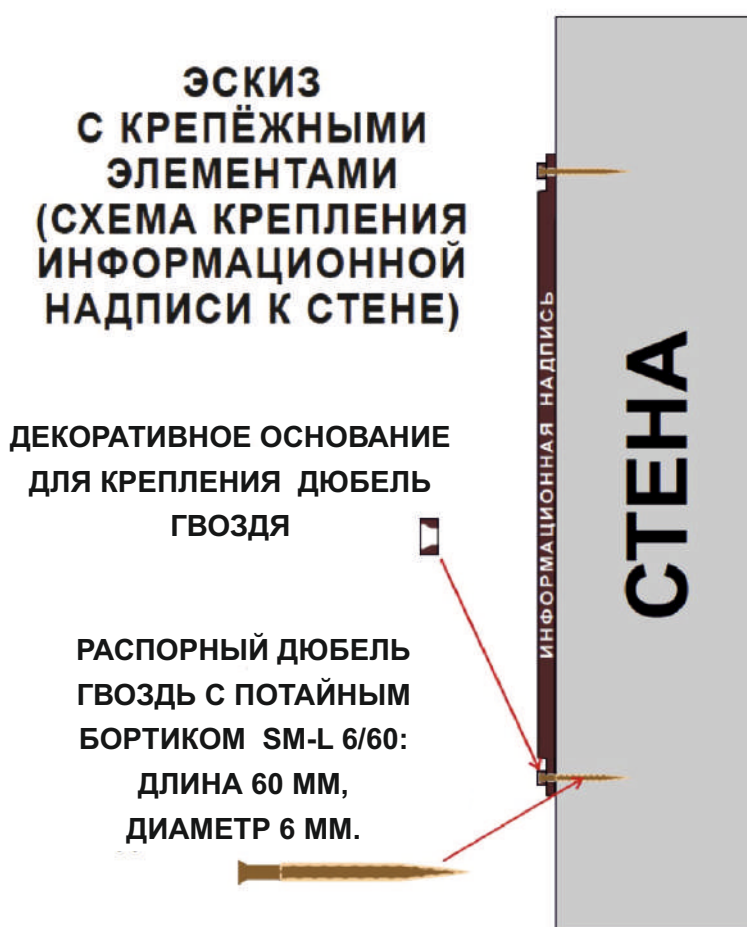 ЭСКИЗ
С КРЕПЁЖНЫМИ
ЭЛЕМЕНТАМИ
(СХЕМА КРЕПЛЕНИЯ
ИНФОРМАЦИОННОЙ
НАДПИСИ К СТЕНЕ)
ДЕКОРАТИВНОЕ ОСНОВАНИЕ
ДЛЯ КРЕПЛЕНИЯ ДЮБЕЛЬ
ГВОЗДЯ
РАСПОРНЫЙ ДЮБЕЛЬ
ГВОЗДЬ С ПОТАЙНЫМ
БОРТИКОМ SM-L 6/60:
ДЛИНА 60 ММ,
ДИАМЕТР 6 ММ.
ИНФОРМАЦИОННАЯ НАДПИСЬ
СТЕНА